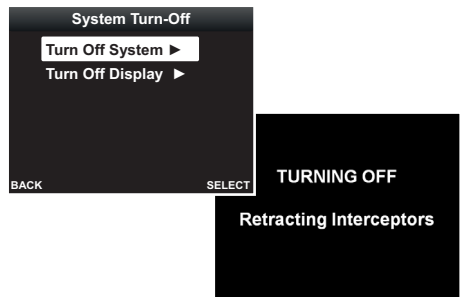 System Turn-Off
Turn Off System ►
Turn Off Display ►
BACK SELECT
TURNING OFF
Retracting Interceptors